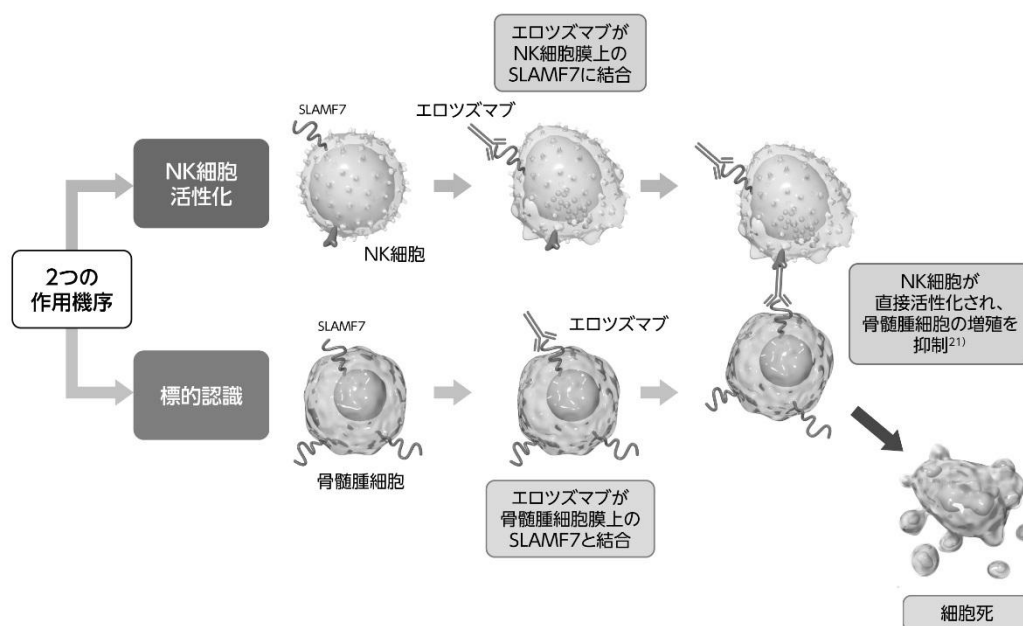 エロツズマブが
NK細胞膜上の
SLAMF7に結合
SLAMF7
エロツズマブ
NK細胞
活性化
NK細胞
2つの
作用機序
NK細胞が
直接活性化され、
骨髄腫細胞の増殖を
抑制21)
SLAMF7
エロツズマブ
標的認識
骨髄腫細胞
エロツズマブが
骨髄腫細胞膜上の
SLAMF7と結合
細胞死